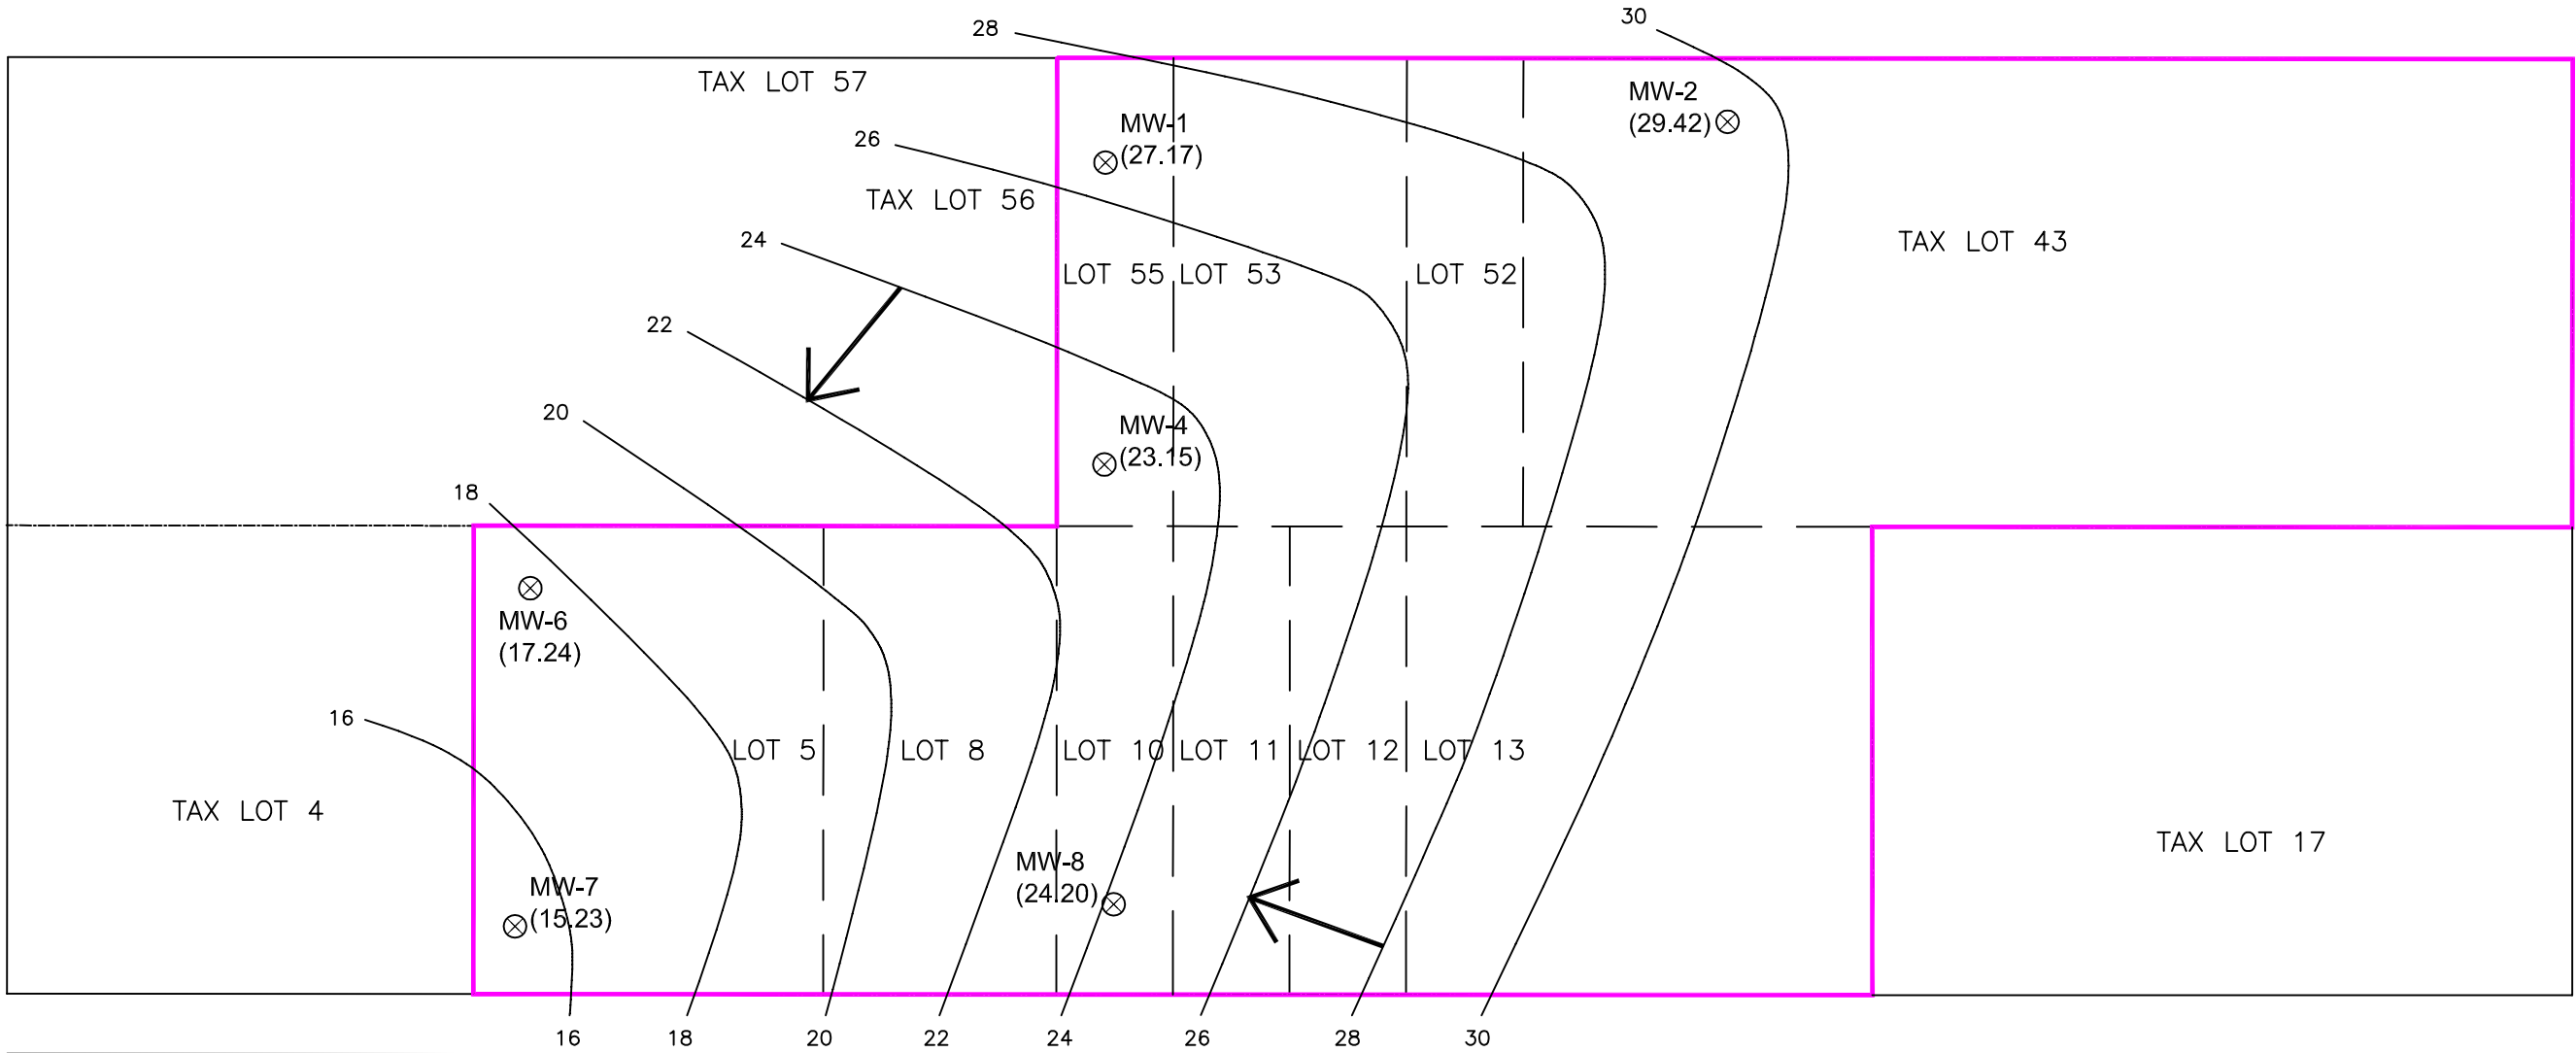 30
28
TAX LOT 57
MW-2
(29.42)
MW-1
(27.17)
26
TAX LOT 56
24
TAX LOT 43
LOT 55
LOT 53
LOT 52
22
20
MW-4
(23.15)
18
MW-6
(17.24)
16
LOT 5
LOT 8
LOT 10
LOT 11
LOT 12
LOT 13
TAX LOT 4
TAX LOT 17
MW-8
(24.20)
MW-7
(15.23)
16
18
20
22
24
26
28
30